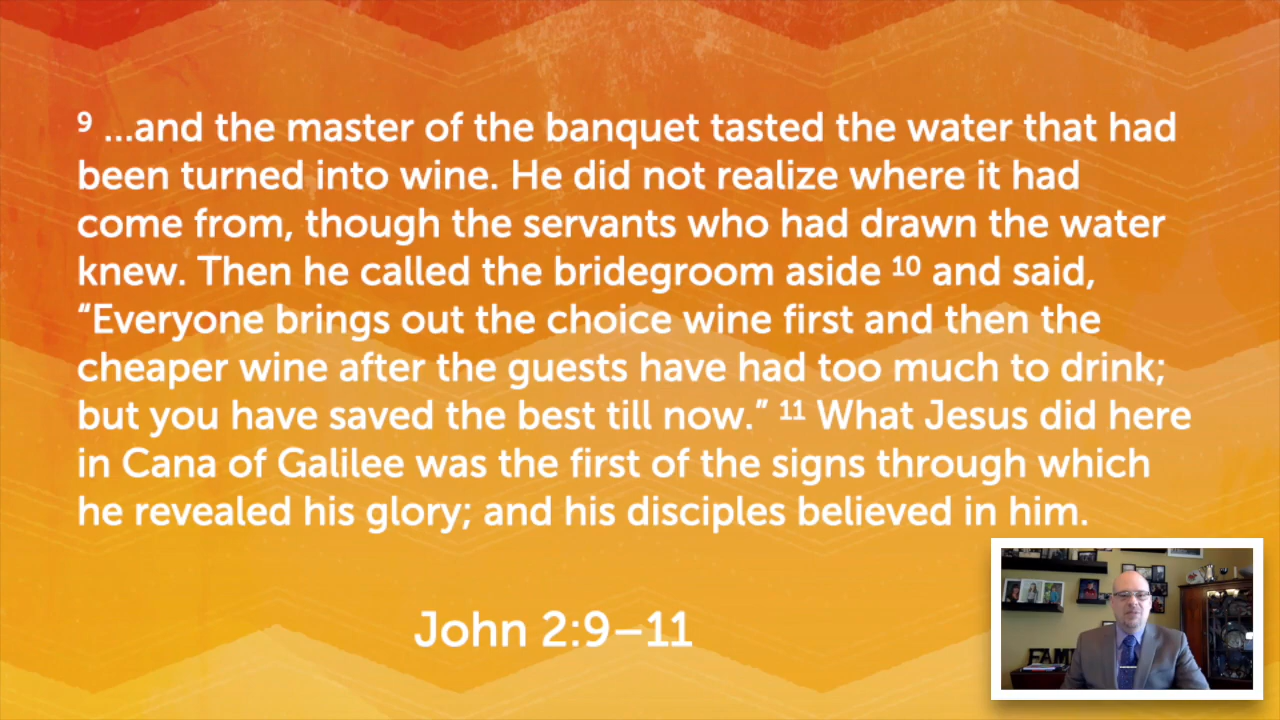 9 ...and the master of the banquet tasted the water that had
been turned into wine. He did not realize where it had
come from, though the servants who had drawn the water
knew. Then he called the bridegroom aside 10 and said,
“Everyone brings out the choice wine first and then the
cheaper wine after the guests have had too much to drink;
but you have saved the best till now.” 11 What Jesus did here
in Cana of Galilee was the first of the signs through which
he revealed his glory; and his disciples believed in him.
John 2:9–11